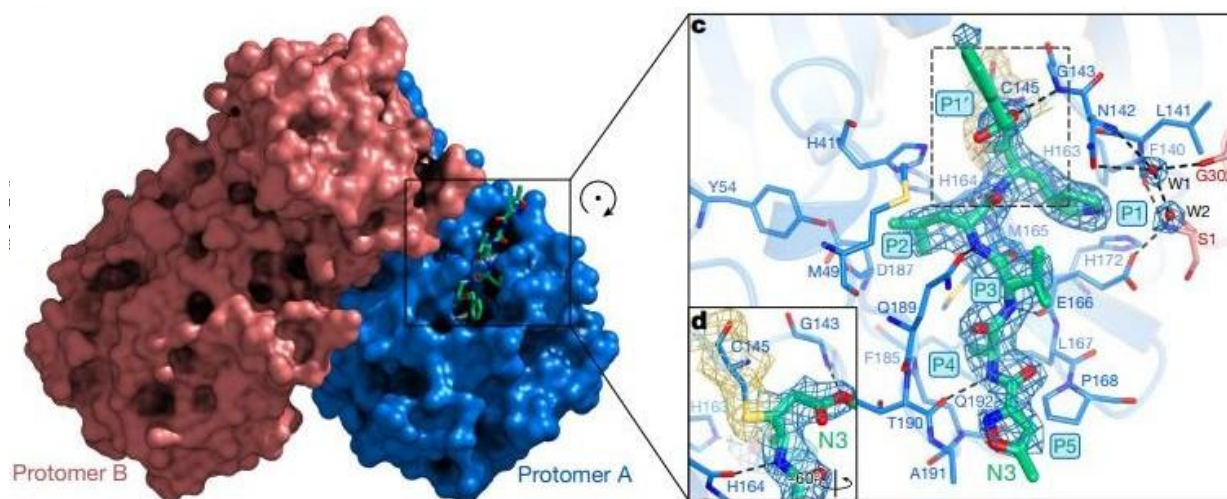 Protomer B
Protomer A
c
C145
G143
P1′
N142
L141
H41
F140
H163
G305
W1
H164
Y54
P1
W2
P2
M165
S1
M49
D187
H172
P3
Q189
E166
d
G143
L167
C145
F185
P4
P168
H163
Q192
T190
N3
P5
H164
60°
A191
N3